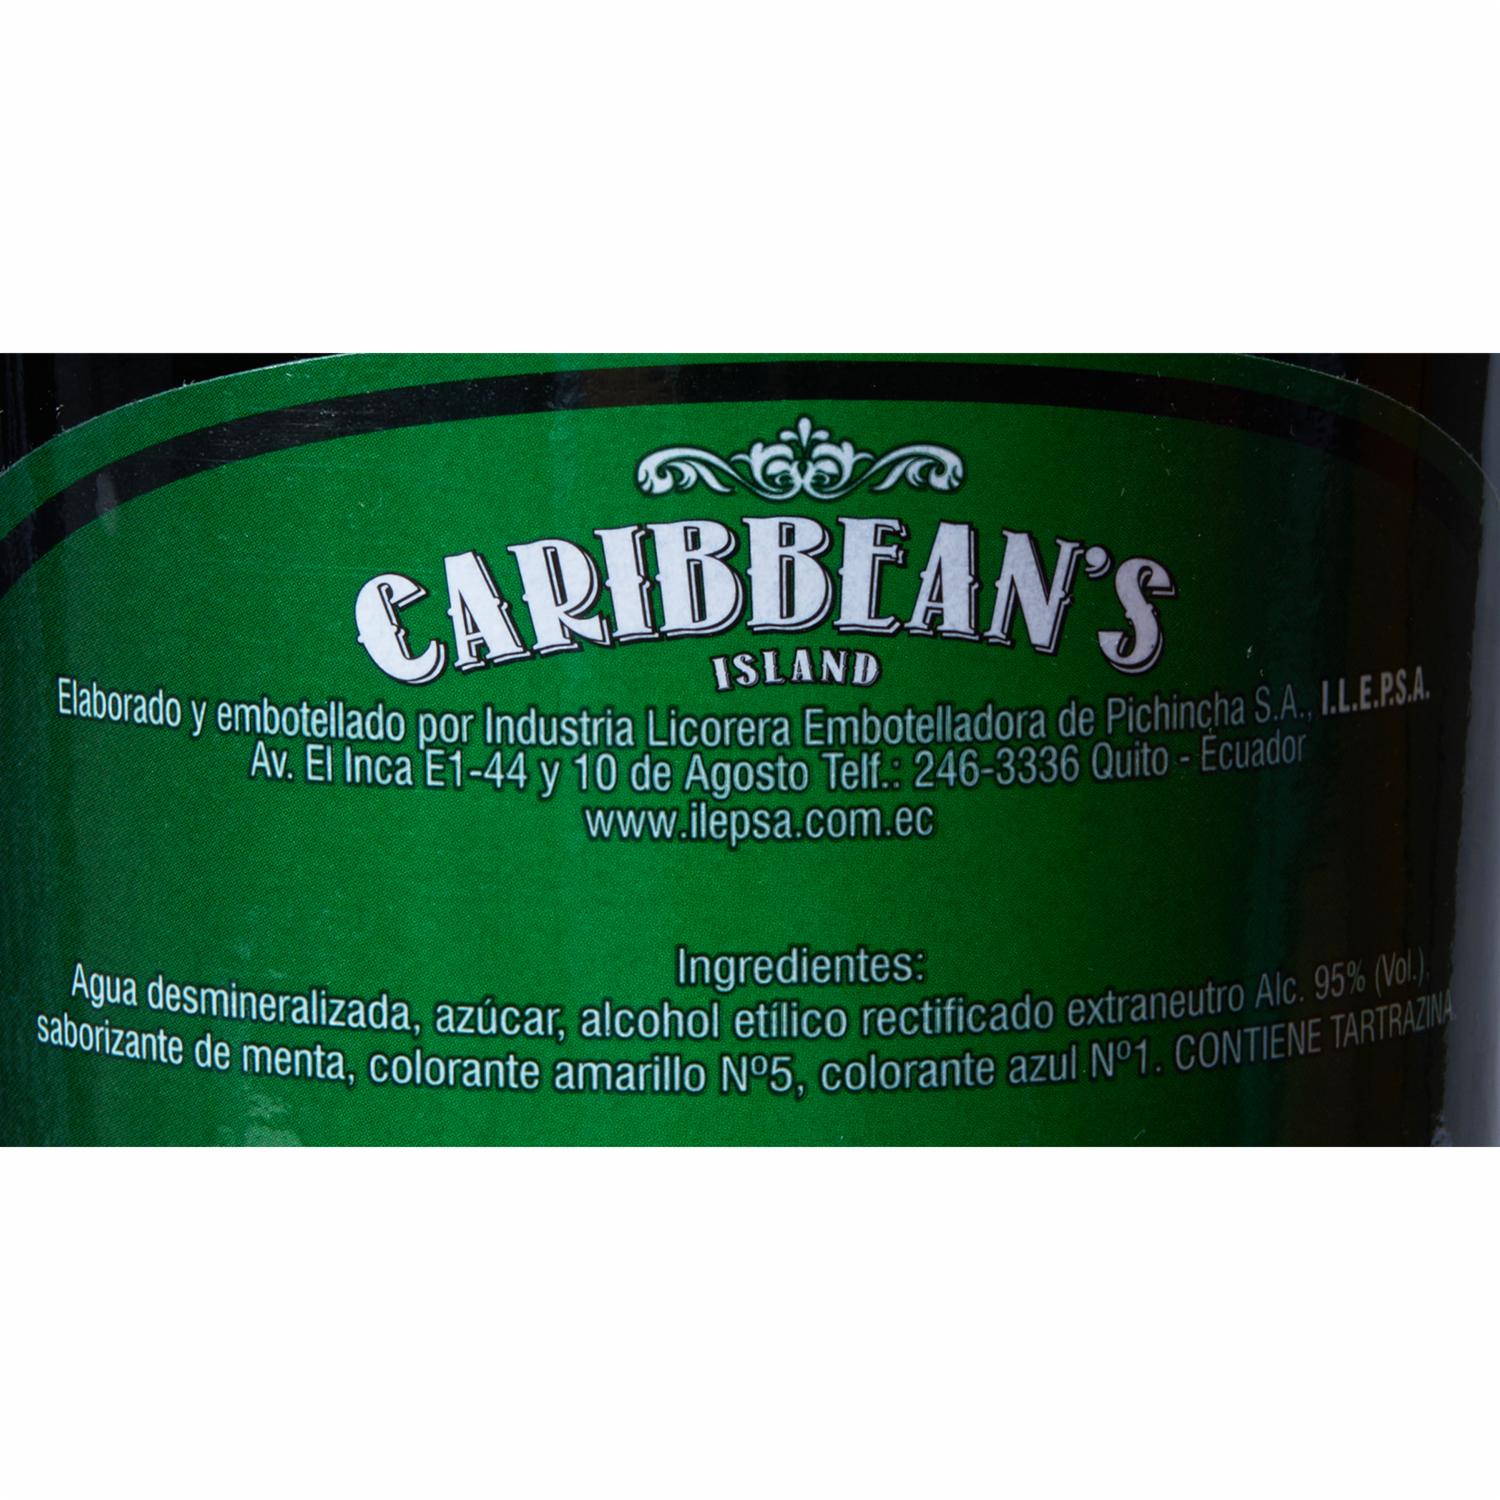 CARIBBEAN'S
ISLAND
Elaborado y embotellado por Industria Licorera Embotelladora de Pichincha S.A., I.L.E.P.S.A.
Av. El Inca E1-44 y 10 de Agosto Telf.: 246-3336 Quito - Ecuador
www.ilepsa.com.ec
Ingredientes:
Agua desmineralizada, azúcar, alcohol etílico rectificado extraneutro Alc. 95% (Vol.),
saborizante de menta, colorante amarillo Nº5, colorante azul Nº1. CONTIENE TARTRAZINA.